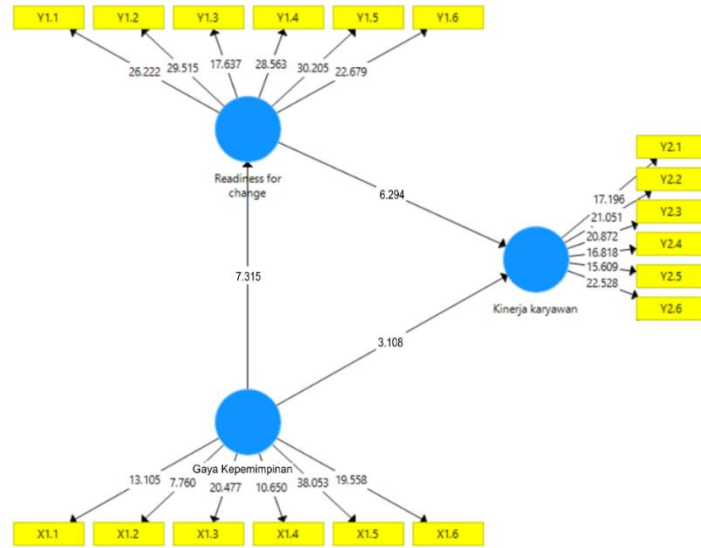 Y1.1 Y1.2 Y1.3 Y1.4 Y1.5 Y1.6
26.222 29.515 17.637 28.563 30.205 22.679
Readiness for
change
6.294
Y2.1
Y2.2
Y2.3
Y2.4
Y2.5
Y2.6
17.196
21.051
20.872
16.818
15.609
22.528
Kinerja karyawan
7.315
3.108
Gaya Kepemimpinan
13.105 7.760 20.477 10.650 38.053 19.558
X1.1 X1.2 X1.3 X1.4 X1.5 X1.6